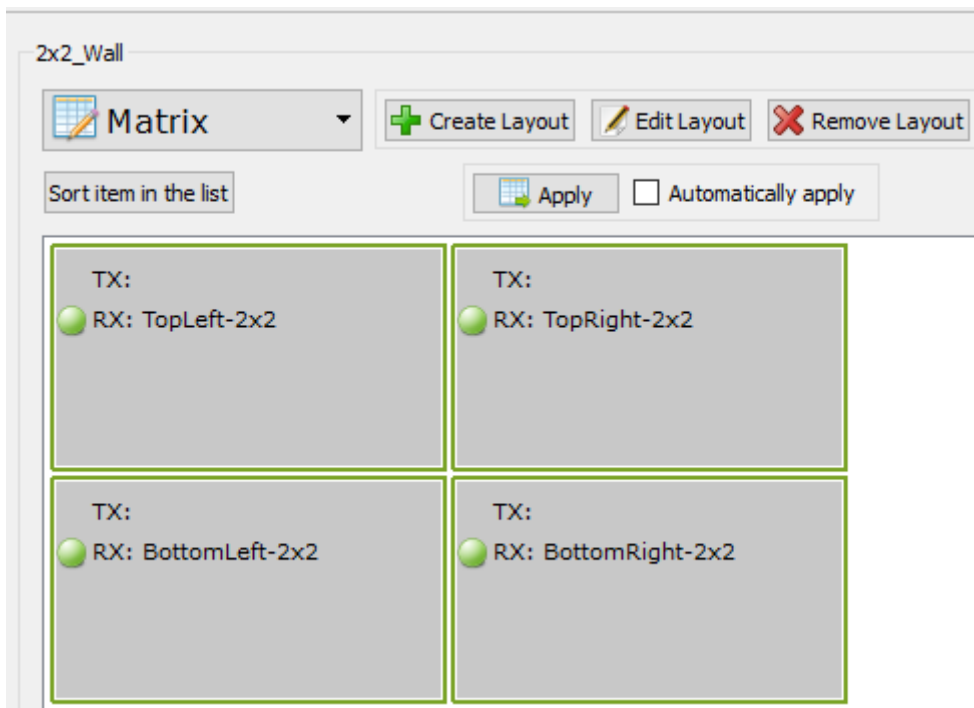 2x2_Wall
Matrix
Create Layout
Edit Layout
Remove Layout
Sort item in the list
Apply
Automatically apply
TX:
RX: TopLeft-2x2
TX:
RX: TopRight-2x2
TX:
RX: BottomLeft-2x2
TX:
RX: BottomRight-2x2